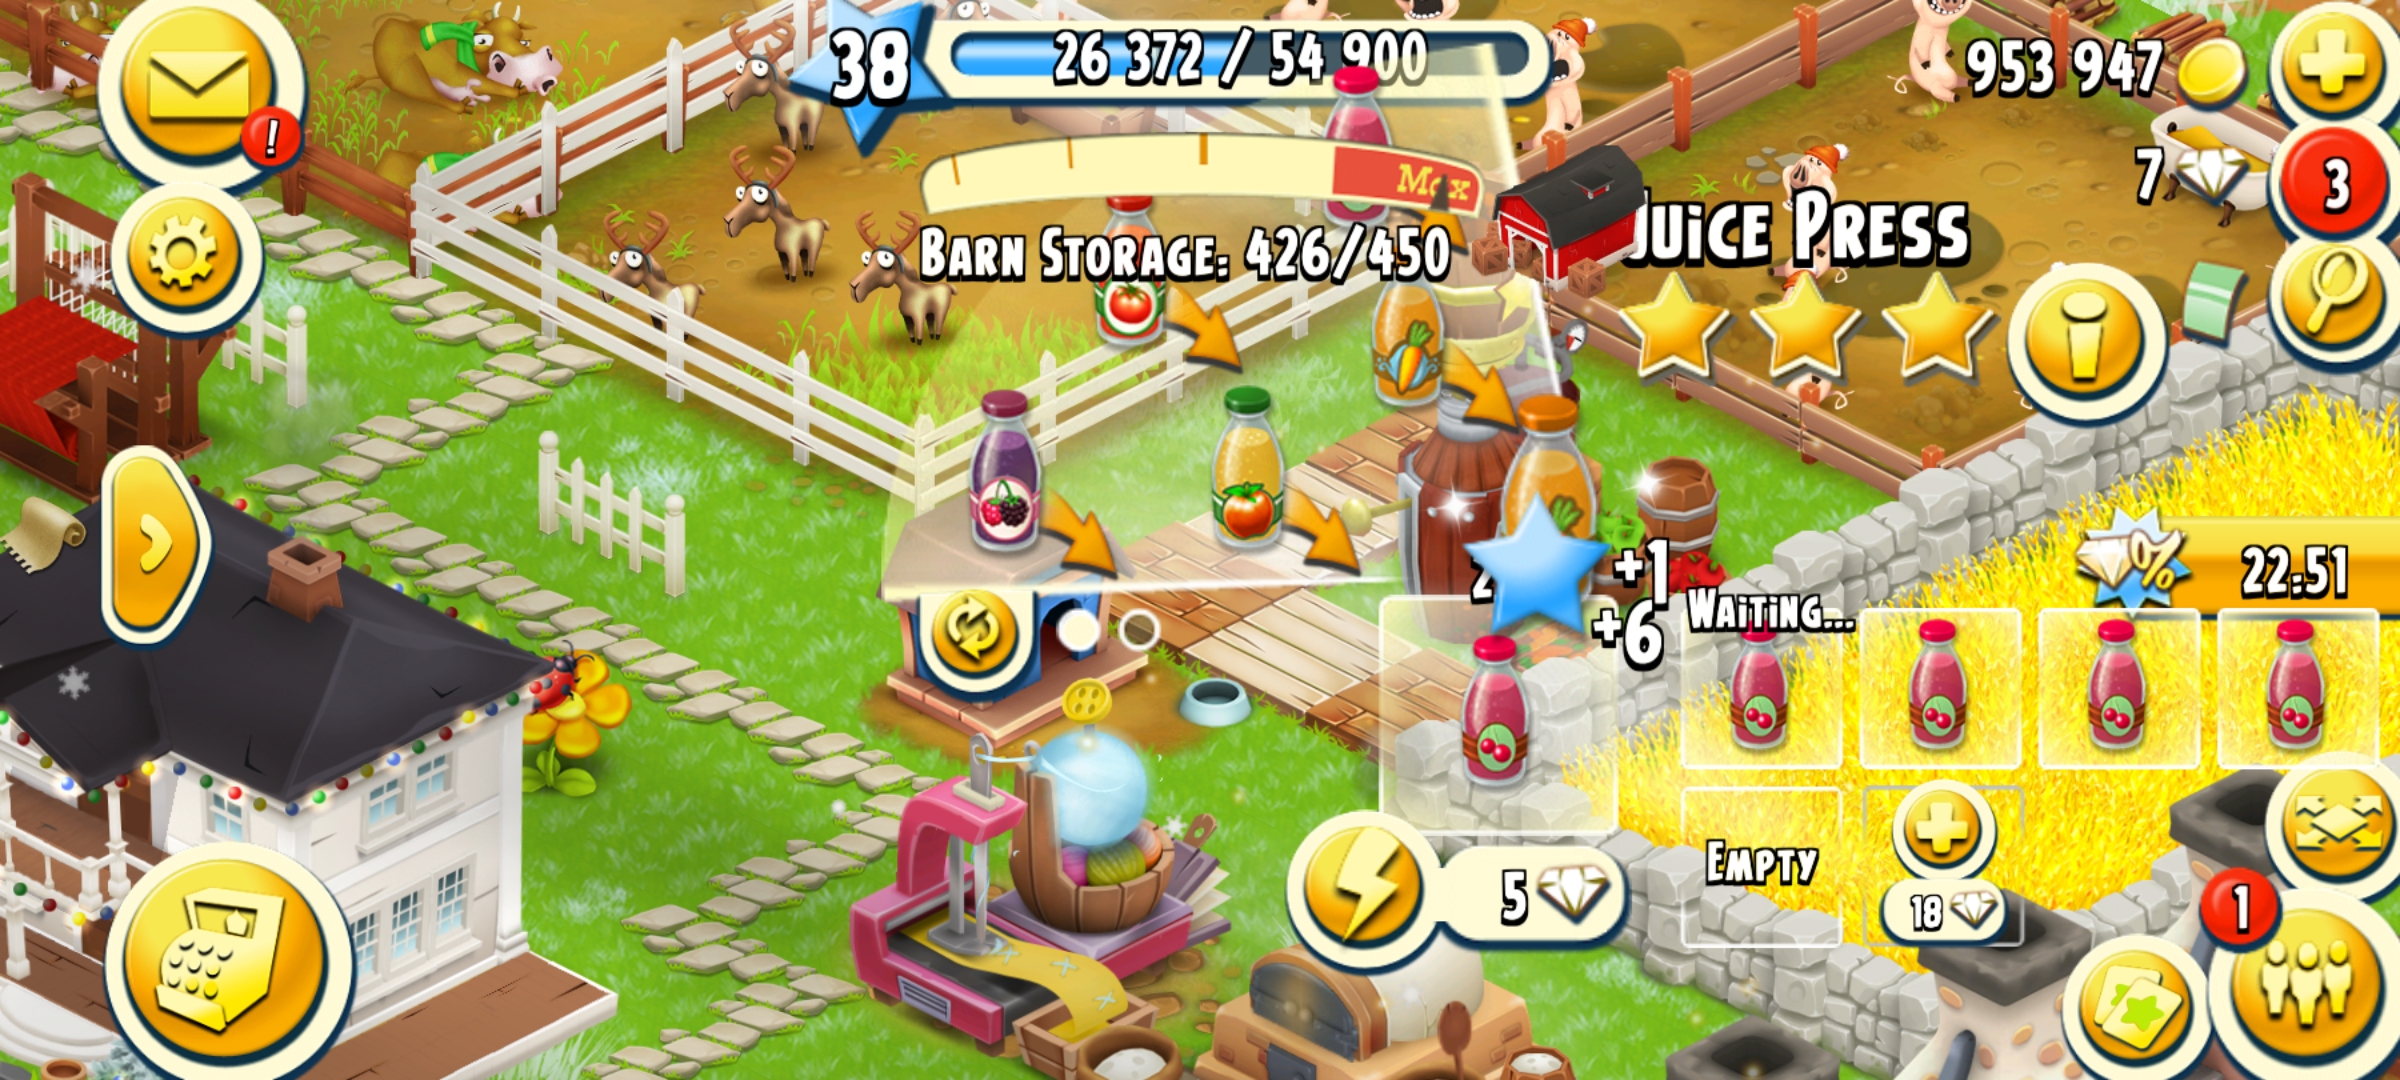 38
26 372 / 54 900
953 947
!
Max
7
3
BARN STORAGE: 426/450
JUiCE PRESS
22:51
+1
+6
WAiTiNG...
EMPTY
5
18
1